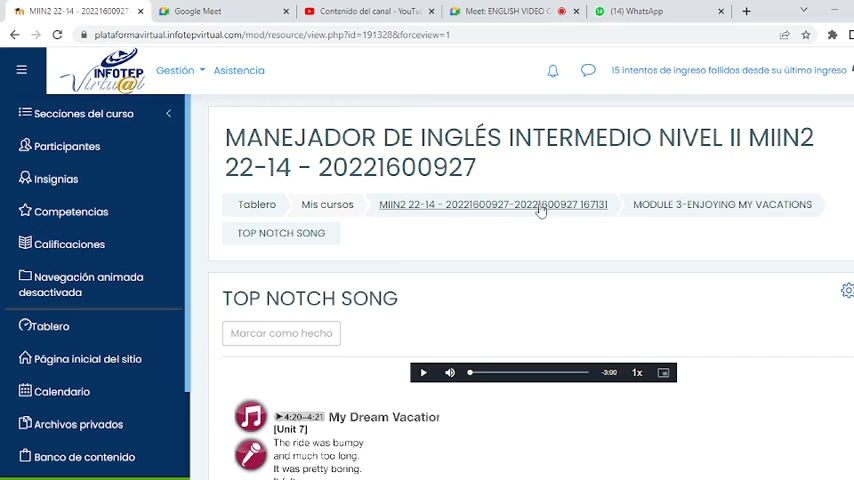 MIIN2 22-14 - 20221600927-
Google Meet
Contenido del canal - YouTu
Meet: ENGLISH VIDEO C
(14) WhatsApp
plataformavirtual.infotepvirtual.com/mod/resource/view.php?id=191328&forceview=1
INFOTEP
Virtu@l
Gestión
Asistencia
15 intentos de ingreso fallidos desde su último ingreso
Secciones del curso
Participantes
Insignias
Competencias
Calificaciones
Navegación animada
desactivada
Tablero
Página inicial del sitio
Calendario
Archivos privados
Banco de contenido
MANEJADOR DE INGLÉS INTERMEDIO NIVEL II MIIN2
22-14 - 20221600927
Tablero
Mis cursos
MIIN2 22-14 - 20221600927-20221600927 167131
MODULE 3-ENJOYING MY VACATIONS
TOP NOTCH SONG
TOP NOTCH SONG
Marcar como hecho
-3:00
1x
4:20–4:21 My Dream Vacation
[Unit 7]
The ride was bumpy
and much too long.
It was pretty boring.